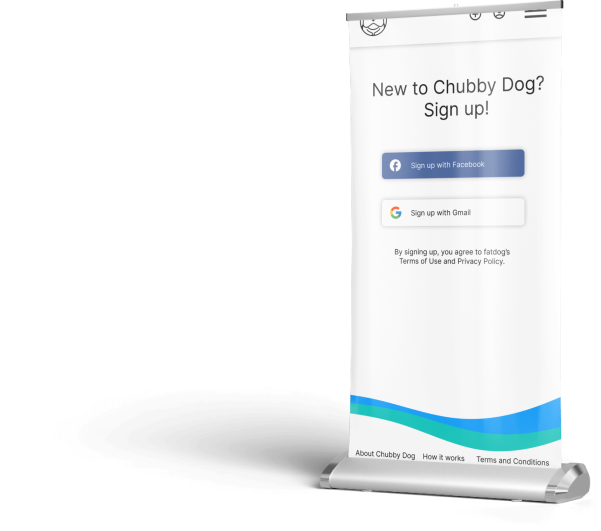 New to Chubby Dog?
Sign up!
Sign up with Facebook
Sign up with Gmail
By signing up, you agree to fatdog's
Terms of Use and Privacy Policy.
About Chubby Dog How it works Terms and Conditions